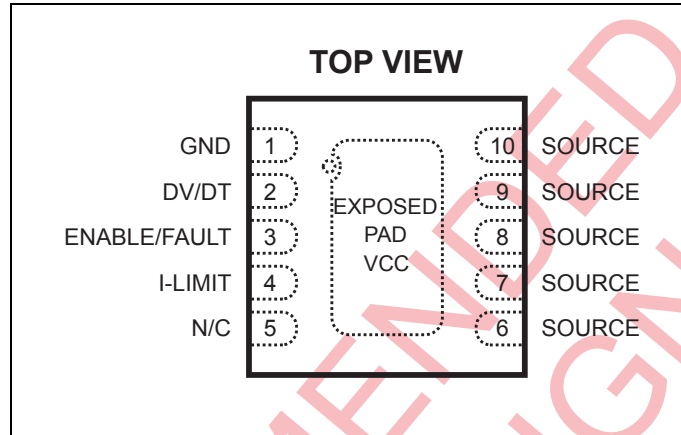 TOP VIEW
GND 1
DV/DT 2
ENABLE/FAULT 3
I-LIMIT 4
N/C 5
EXPOSED
PAD
VCC
10 SOURCE
9 SOURCE
8 SOURCE
7 SOURCE
6 SOURCE